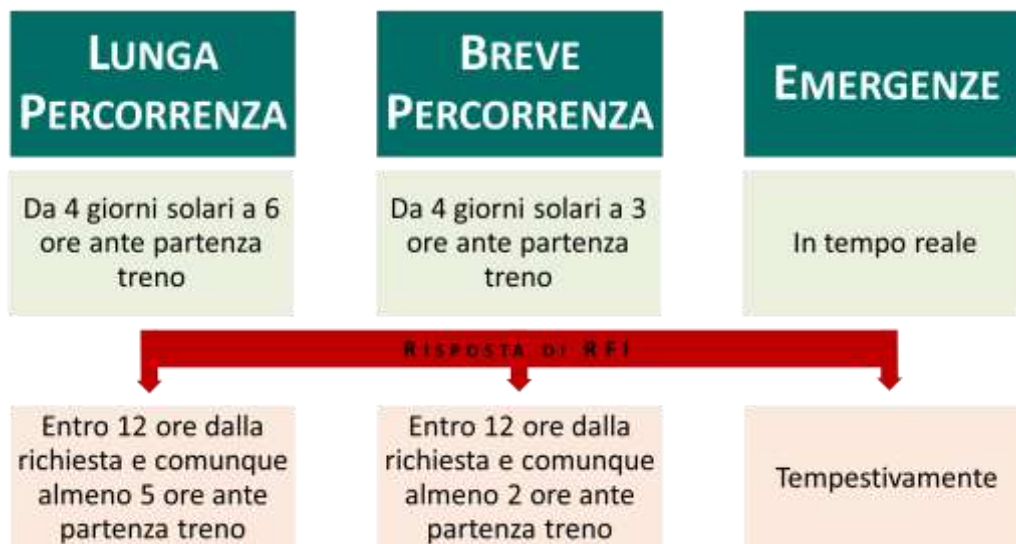 LUNGA
PERCORRENZA
BREVE
PERCORRENZA
EMERGENZE
Da 4 giorni solari a 6
ore ante partenza
treno
Da 4 giorni solari a 3
ore ante partenza
treno
In tempo reale
RISPOSTA DI RFI
Entro 12 ore dalla
richiesta e comunque
almeno 5 ore ante
partenza treno
Entro 12 ore dalla
richiesta e comunque
almeno 2 ore ante
partenza treno
Tempestivamente